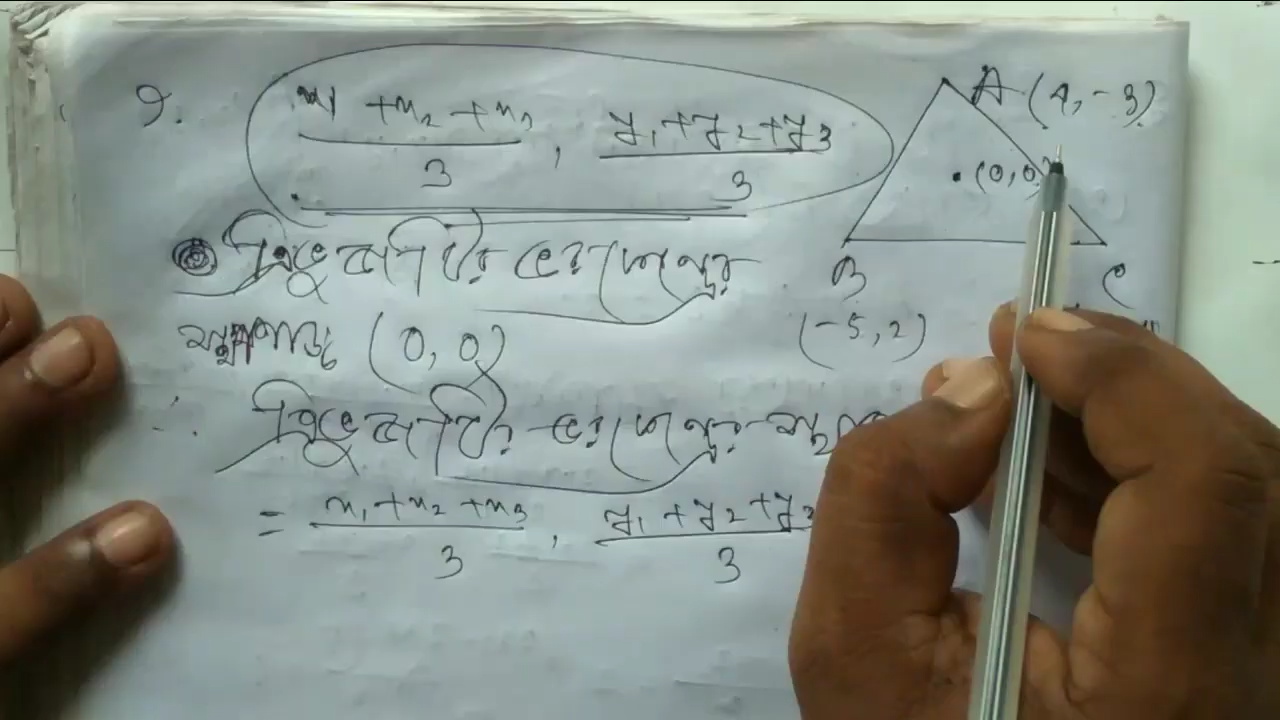 9.
x₁ + x₂ + x₃ / 3 , y₁ + y₂ + y₃ / 3
A (4, -3)
(0, 0)
B
C
(-5, 2)
ত্রিভুজটির ভরকেন্দ্রের
স্থানাঙ্ক (0, 0)
∴ ত্রিভুজটির ভরকেন্দ্রের
= x₁ + x₂ + x₃ / 3 , y₁ + y₂ + y₃ / 3